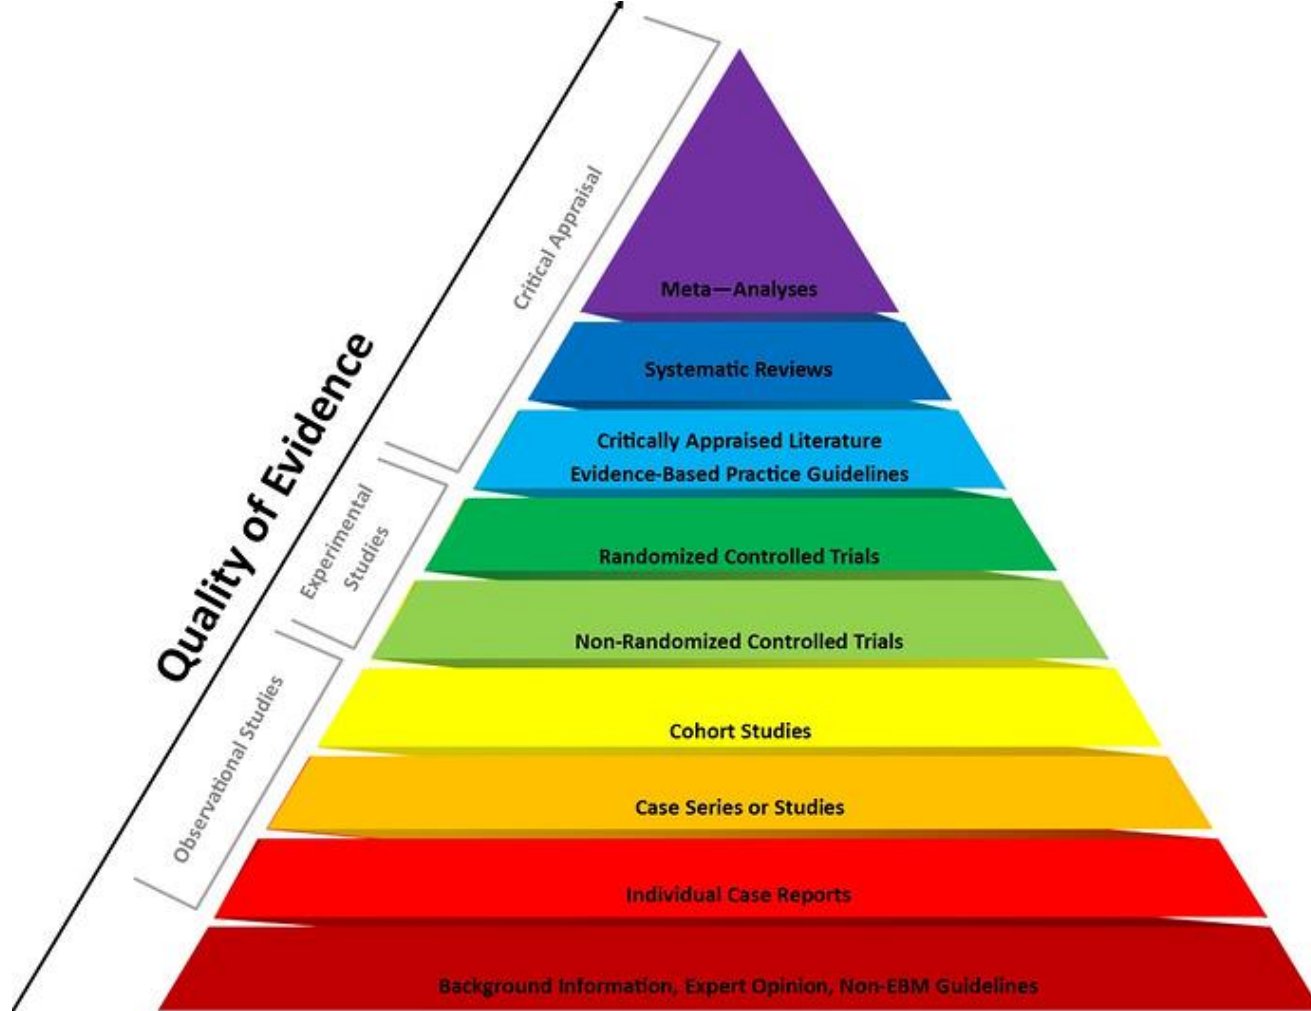 Quality of Evidence
Critical Appraisal
Experimental
Studies
Observational Studies
Meta—Analyses
Systematic Reviews
Critically Appraised Literature
Evidence-Based Practice Guidelines
Randomized Controlled Trials
Non-Randomized Controlled Trials
Cohort Studies
Case Series or Studies
Individual Case Reports
Background Information, Expert Opinion, Non-EBM Guidelines